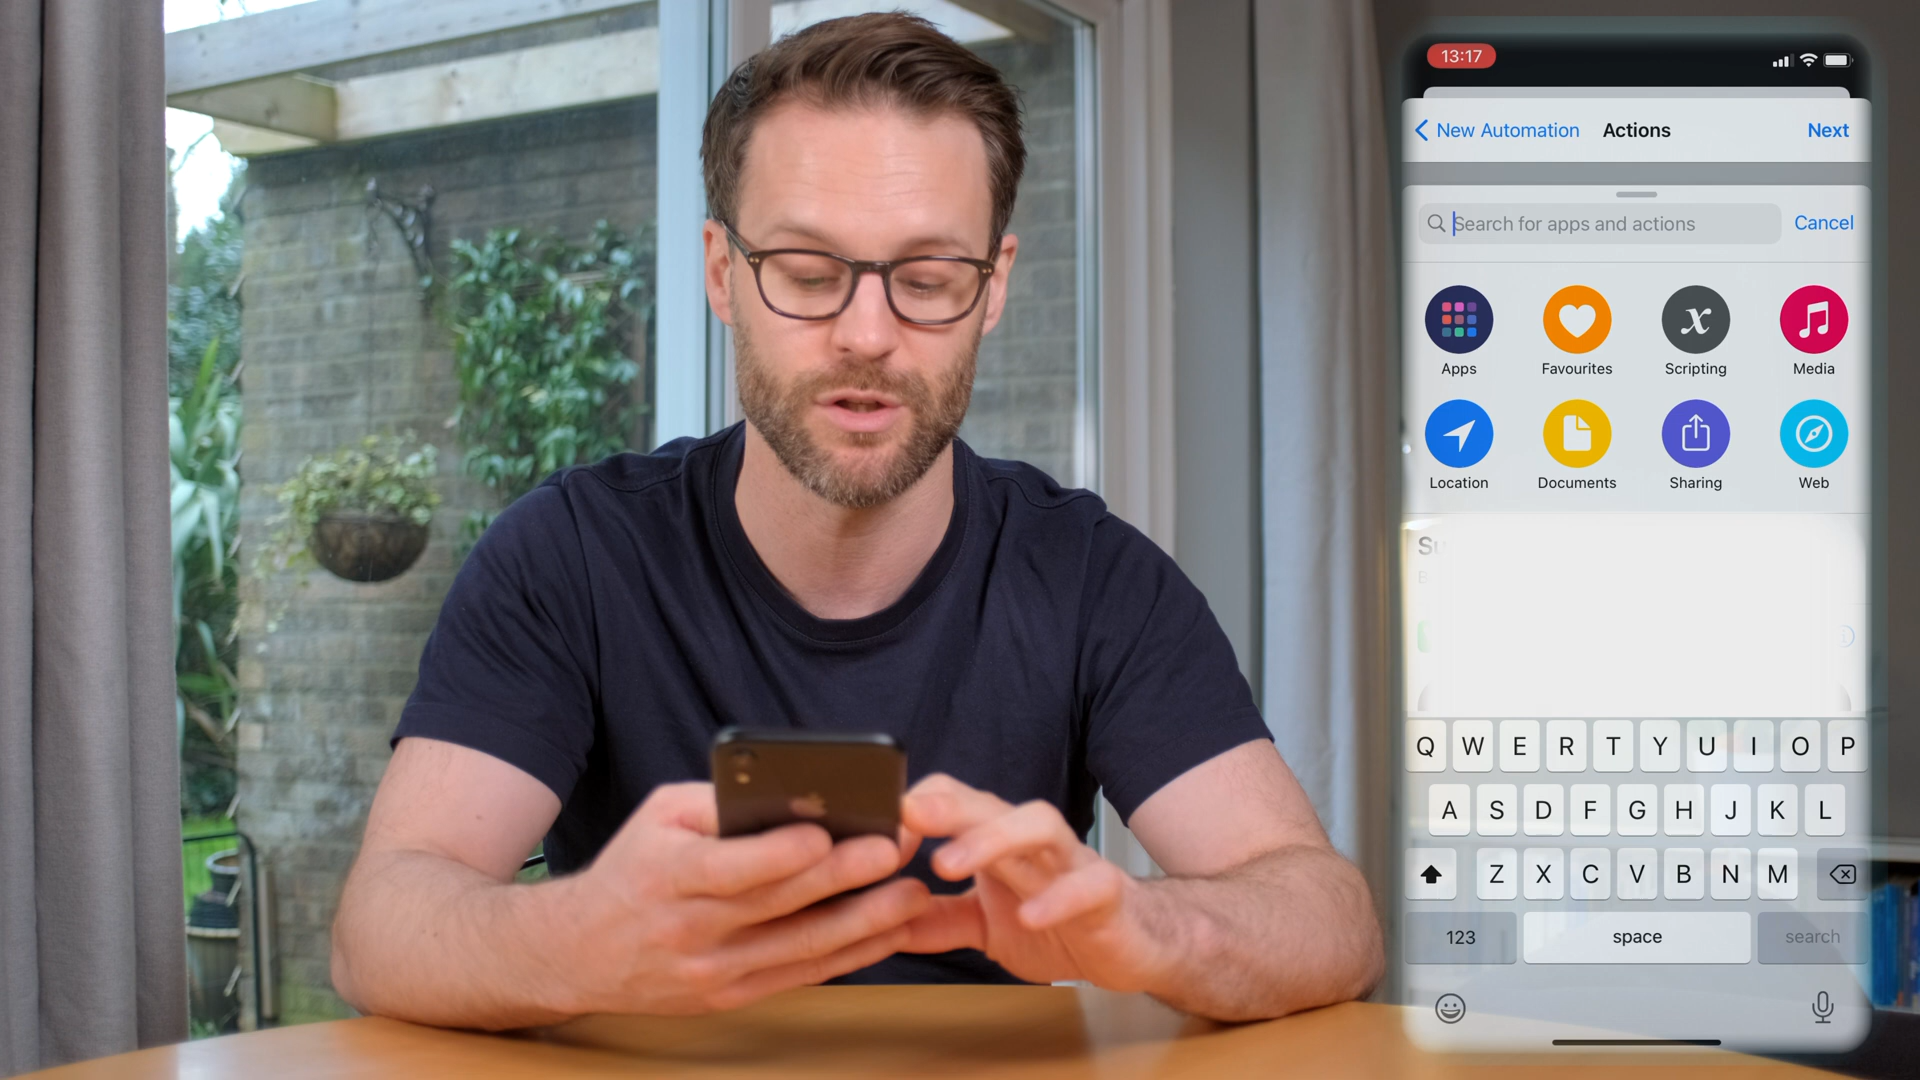 13:17
New Automation Actions Next
Search for apps and actions Cancel
Apps Favourites Scripting Media
Location Documents Sharing Web
Q W E R T Y U I O P
A S D F G H J K L
Z X C V B N M
123 space search